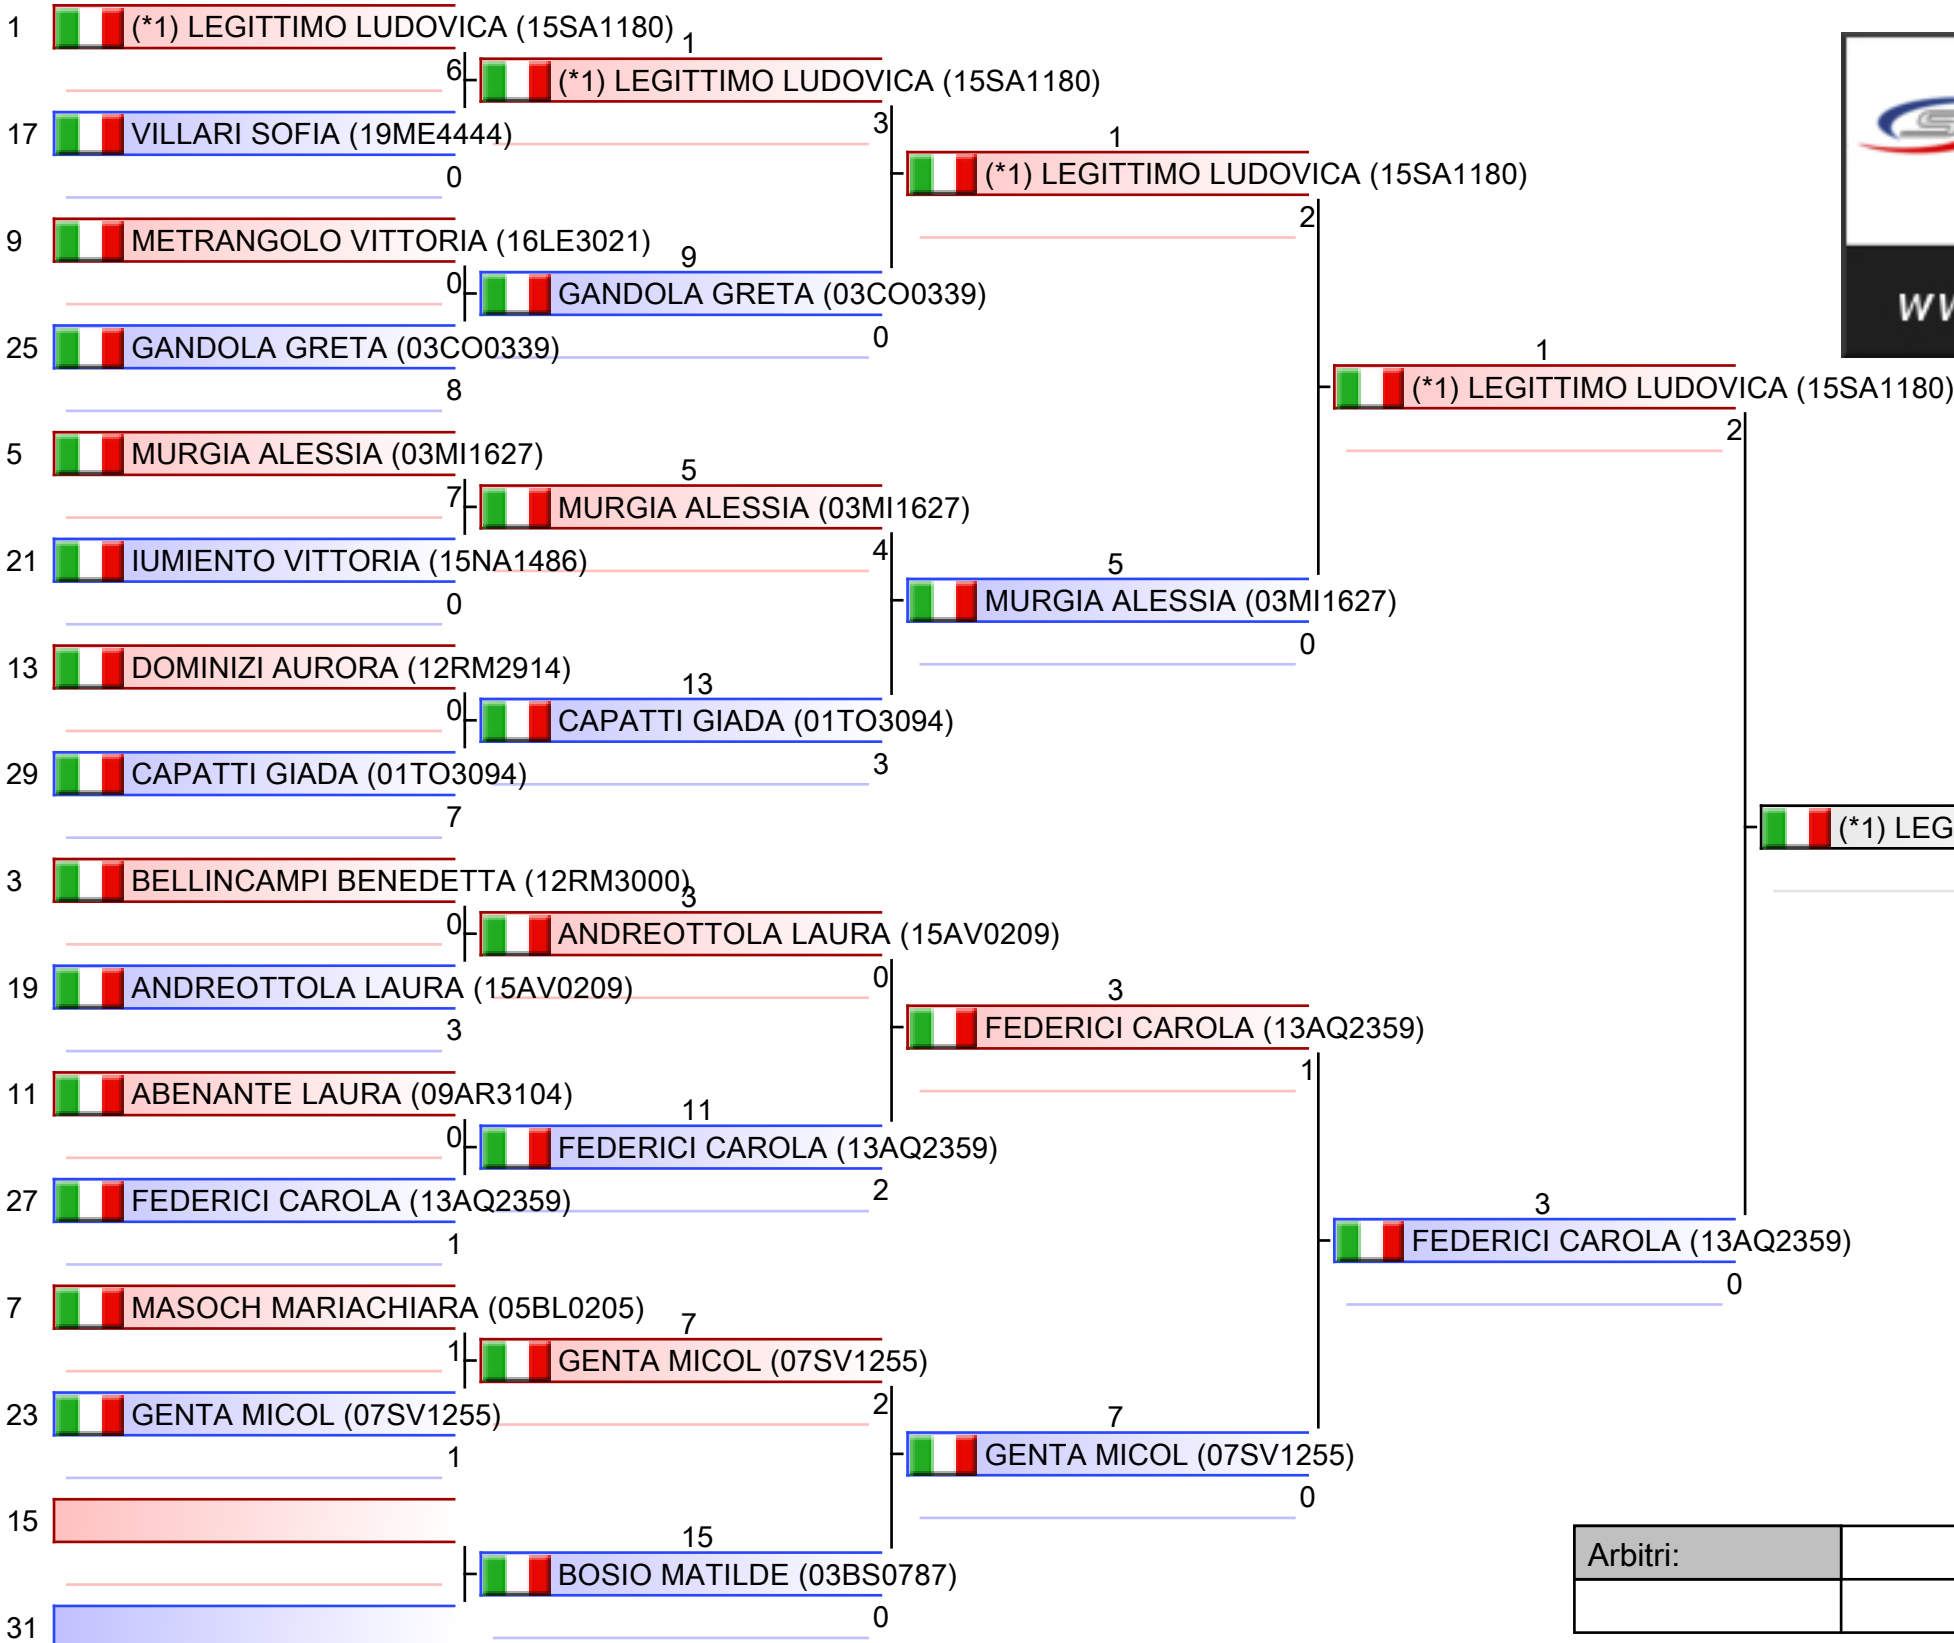 1 (*1) LEGITTIMO LUDOVICA (15SA1180)
6
17 VILLARI SOFIA (19ME4444)
0
9 METRANGOLO VITTORIA (16LE3021)
0
25 GANDOLA GRETA (03CO0339)
8
5 MURGIA ALESSIA (03MI1627)
7
21 IUMIENTO VITTORIA (15NA1486)
0
13 DOMINIZI AURORA (12RM2914)
0
29 CAPATTI GIADA (01TO3094)
7
3 BELLINCAMPI BENEDETTA (12RM3000)
0
19 ANDREOTTOLA LAURA (15AV0209)
3
11 ABENANTE LAURA (09AR3104)
0
27 FEDERICI CAROLA (13AQ2359)
1
7 MASOCH MARIACHIARA (05BL0205)
1
23 GENTA MICOL (07SV1255)
1
15
31
1
(*1) LEGITTIMO LUDOVICA (15SA1180)
3
9
GANDOLA GRETA (03CO0339)
0
5
MURGIA ALESSIA (03MI1627)
4
13
CAPATTI GIADA (01TO3094)
3
3
ANDREOTTOLA LAURA (15AV0209)
0
11
FEDERICI CAROLA (13AQ2359)
2
7
GENTA MICOL (07SV1255)
2
15
BOSIO MATILDE (03BS0787)
0
1
(*1) LEGITTIMO LUDOVICA (15SA1180)
2
5
MURGIA ALESSIA (03MI1627)
0
3
FEDERICI CAROLA (13AQ2359)
1
7
GENTA MICOL (07SV1255)
0
1
(*1) LEGITTIMO LUDOVICA (15SA1180)
2
3
FEDERICI CAROLA (13AQ2359)
0
(*1) LEG
Arbitri: